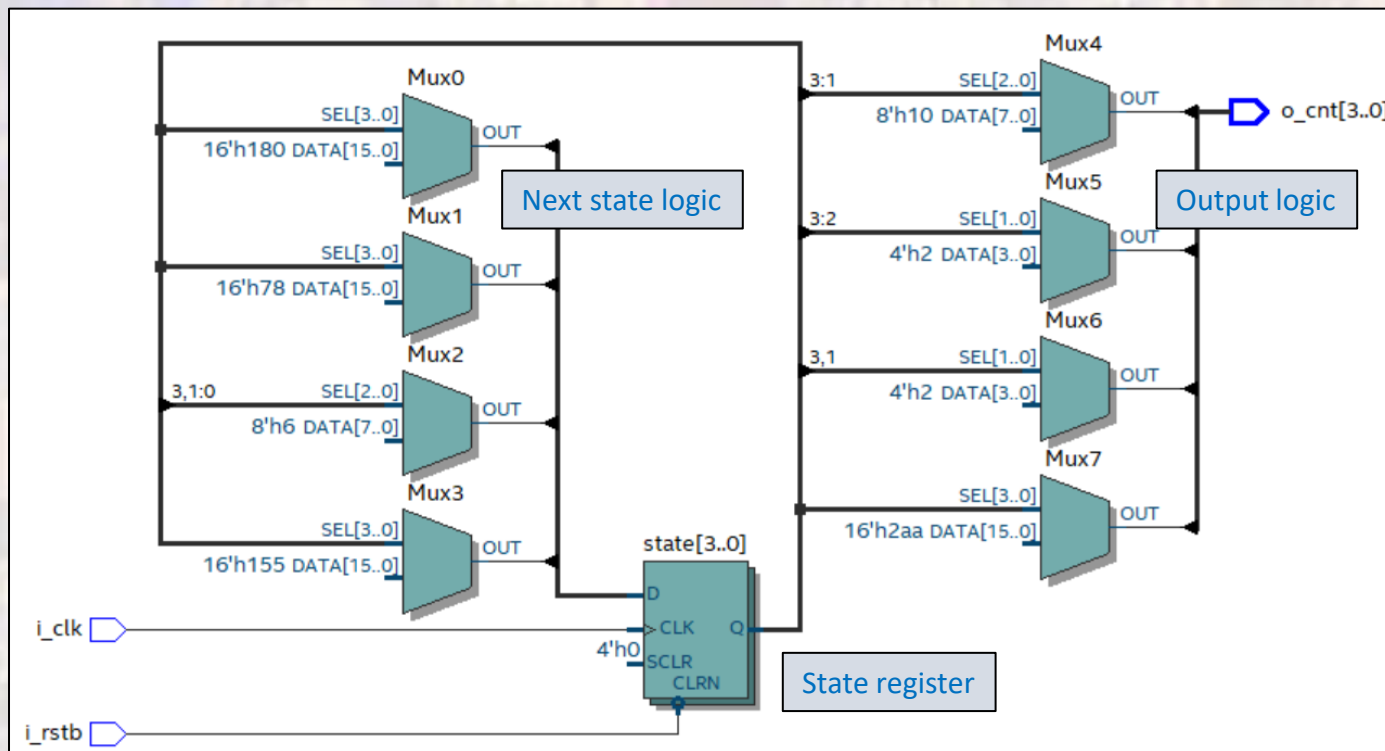 Mux0
SEL[3..0]
16'h180 DATA[15..0]
OUT
Mux1
SEL[3..0]
16'h78 DATA[15..0]
OUT
Mux2
3,1:0
SEL[2..0]
8'h6 DATA[7..0]
OUT
Mux3
SEL[3..0]
16'h155 DATA[15..0]
OUT
Next state logic
state[3..0]
D
CLK
Q
4'h0
SCLR
CLRN
i_clk
i_rstb
State register
Mux4
3:1
SEL[2..0]
8'h10 DATA[7..0]
OUT
o_cnt[3..0]
Mux5
3:2
SEL[1..0]
4'h2 DATA[3..0]
OUT
Output logic
Mux6
3,1
SEL[1..0]
4'h2 DATA[3..0]
OUT
Mux7
SEL[3..0]
16'h2aa DATA[15..0]
OUT